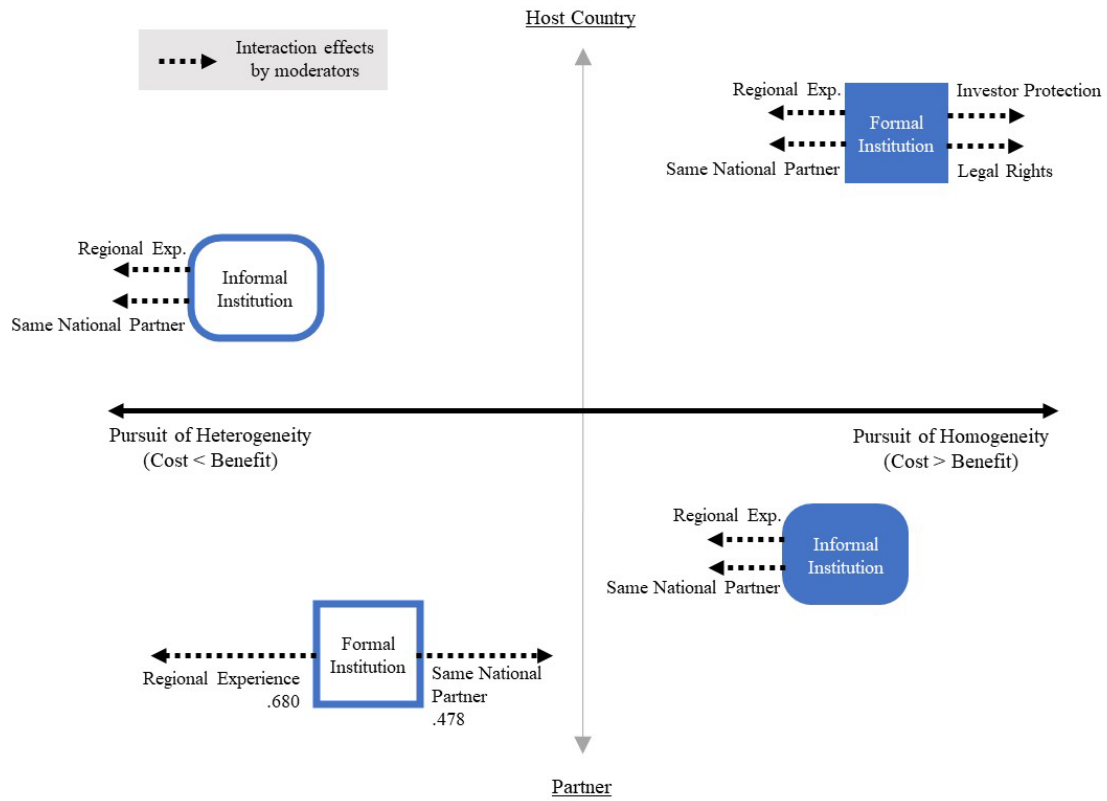 Host Country
Interaction effects
by moderators
Regional Exp.
Investor Protection
Formal
Institution
Same National Partner
Legal Rights
Regional Exp.
Informal
Institution
Same National Partner
Pursuit of Heterogeneity
(Cost < Benefit)
Pursuit of Homogeneity
(Cost > Benefit)
Regional Exp.
Informal
Institution
Same National Partner
Formal
Institution
Regional Experience
.680
Same National
Partner
.478
Partner